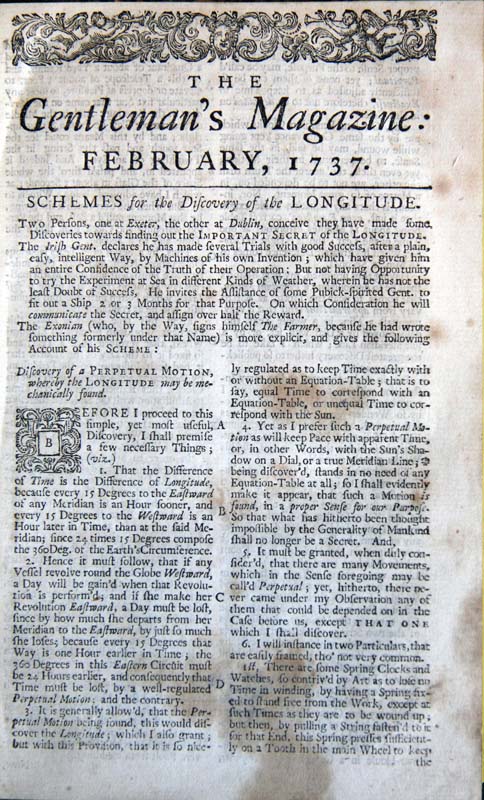 THE
Gentleman's Magazine:
FEBRUARY, 1737.
SCHEMES for the Diſcovery of the LONGITUDE.
Two Perſons, one at Exeter, the other at Dublin, conceive they have made ſome
Diſcoveries towards finding out the IMPORTANT SECRET of the LONGITUDE.
The Iriſh Gent. declares he has made ſeveral Trials with good Succeſs, after a plain,
eaſy, intelligent Way, by Machines of his own Invention; which have given him
an entire Confidence of the Truth of their Operation: But not having Opportunity
to try the Experiment at Sea in different Kinds of Weather, wherein he has not the
leaſt Doubt of Succeſs, He invites the Aſſiſtance of ſome Publick-ſpirited Gent. to
fit out a Ship 2 or 3 Months for that Purpoſe. On which Conſideration he will
communicate the Secret, and aſſign over half the Reward.
The Exonian (who, by the Way, ſigns himſelf The Farmer, becauſe he had wrote
ſomething formerly under that Name) is more explicit, and gives the following
Account of his SCHEME:
Diſcovery of a PERPETUAL MOTION,
whereby the LONGITUDE may be me-
chanically found.
BEFORE I proceed to this
ſimple, yet moſt uſeful,
Diſcovery, I ſhall premiſe
a few neceſſary Things;
(viz.)
1. That the Difference
of Time is the Difference of Longitude,
becauſe every 15 Degrees to the Eaſtward
of any Meridian is an Hour ſooner, and
every 15 Degrees to the Weſtward is an
Hour later in Time, than at the ſaid Me-
ridian; ſince 24 times 15 Degrees compoſe
the 360 Deg. of the Earth's Circumference.
2. Hence it muſt follow, that if any
Veſſel revolve round the Globe Weſtward,
a Day will be gain'd when that Revolu-
tion is perform'd; and if ſhe make her
Revolution Eaſtward, a Day muſt be loſt,
ſince by how much ſhe departs from her
Meridian to the Eaſtward, by juſt ſo much
ſhe loſes; becauſe every 15 Degrees that
Way is one Hour earlier in Time; the
360 Degrees in this Eaſtern Circuit muſt
be 24 Hours earlier, and conſequently that
Time muſt be loſt, by a well-regulated
Perpetual Motion: and the contrary.
3. It is generally allow'd, that the Per-
petual Motion being found, this would diſ-
cover the Longitude; which I alſo grant;
but with this Proviſion, that it is ſo nice-
A
B
C
D
ly regulated as to keep Time exactly with
or without an Equation-Table; that is to
ſay, equal Time to correſpond with an
Equation-Table, or unequal Time to cor-
reſpond with the Sun.
4. Yet as I prefer ſuch a Perpetual Mo-
tion as will keep Pace with apparent Time,
or, in other Words, with the Sun's Sha-
dow on a Dial, or a true Meridian Line;
being diſcover'd, ſtands in no need of any
Equation-Table at all; ſo I ſhall evidently
make it appear, that ſuch a Motion is
found, in a proper Senſe for our Purpoſe.
So that what has hitherto been thought
impoſſible by the Generality of Mankind
ſhall no longer be a Secret. And,
5. It muſt be granted, when duly con-
ſider'd, that there are many Movements,
which in the Senſe foregoing may be
call'd Perpetual; yet, hitherto, there ne-
ver came under my Obſervation any of
them that could be depended on in the
Caſe before us, except THAT ONE
which I ſhall diſcover.
6. I will inſtance in two Particulars, that
are eaſily framed, tho' not very common.
1ſt, There are ſome Spring Clocks and
Watches, ſo contriv'd by Art as to loſe no
Time in winding, by having a Spring fix-
ed to ſtand free from the Work, except at
ſuch Times as they are to be wound up;
but then, by pulling a String faſten'd to it
for that End, this Spring preſſes ſufficient-
ly on a Tooth in the main Wheel to keep
the